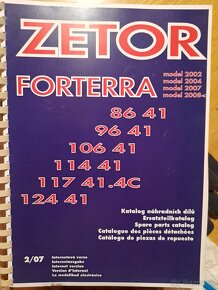 ZETOR
FORTERRA
model 2002
model 2004
model 2007
model 2008
86 41
96 41
106 41
114 41
117 41.4C
124 41
Katalog náhradních dílů
Ersatzteilkatalog
Spare parts catalog
Catalogue des pièces détachées
Catálogo de piezas de repuesto
2/07
Internetová verze
Internetausgabe
Internet version
Version d'internet
La modelidad electrónica